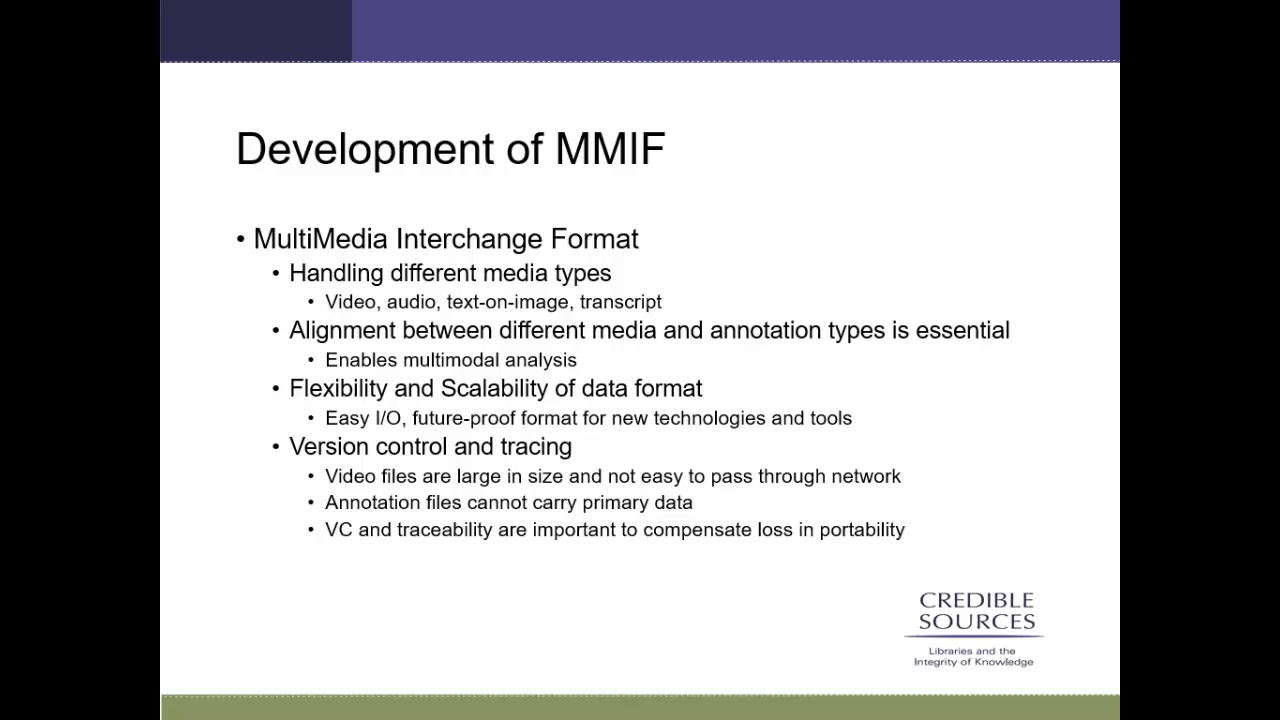 Development of MMIF
• MultiMedia Interchange Format
• Handling different media types
• Video, audio, text-on-image, transcript
• Alignment between different media and annotation types is essential
• Enables multimodal analysis
• Flexibility and Scalability of data format
• Easy I/O, future-proof format for new technologies and tools
• Version control and tracing
• Video files are large in size and not easy to pass through network
• Annotation files cannot carry primary data
• VC and traceability are important to compensate loss in portability
CREDIBLE
SOURCES
Libraries and the
Integrity of Knowledge